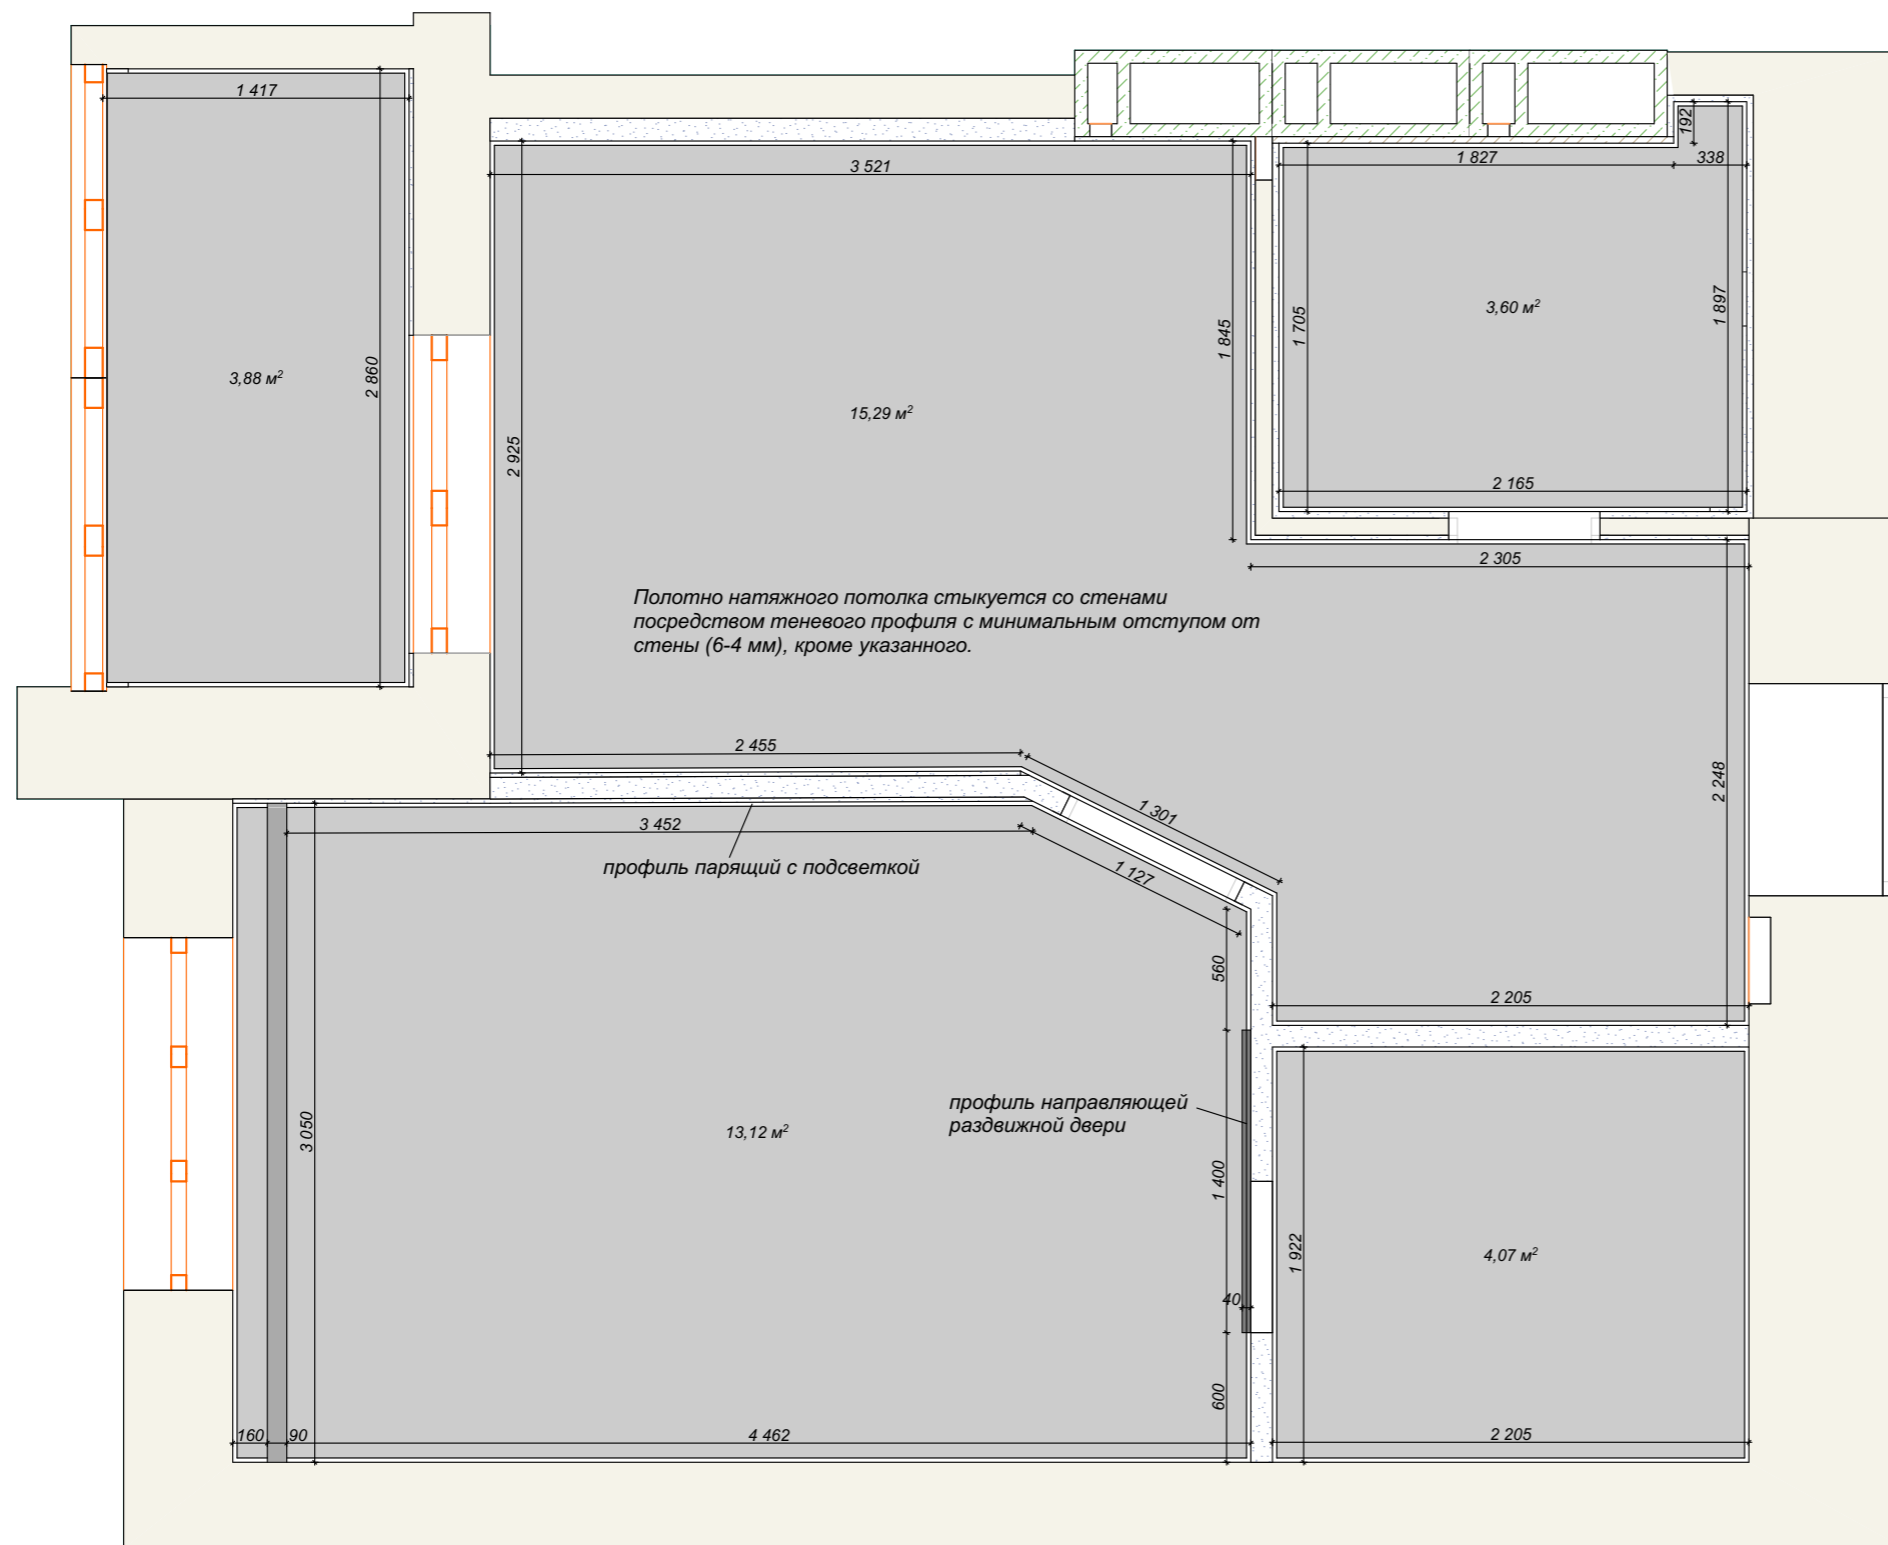 1 417
192
1 827
338
3 521
3,60 м²
1 897
1 705
1 845
3,88 м²
2 860
15,29 м²
2 925
2 165
2 305
Полотно натяжного потолка стыкуется со стенами
посредством теневого профиля с минимальным отступом от
стены (6-4 мм), кроме указанного.
2 455
2 248
1 301
3 452
профиль парящий с подсветкой
1 127
560
2 205
профиль направляющей
раздвижной двери
3 050
13,12 м²
1 400
1 922
4,07 м²
40
600
160
90
4 462
2 205